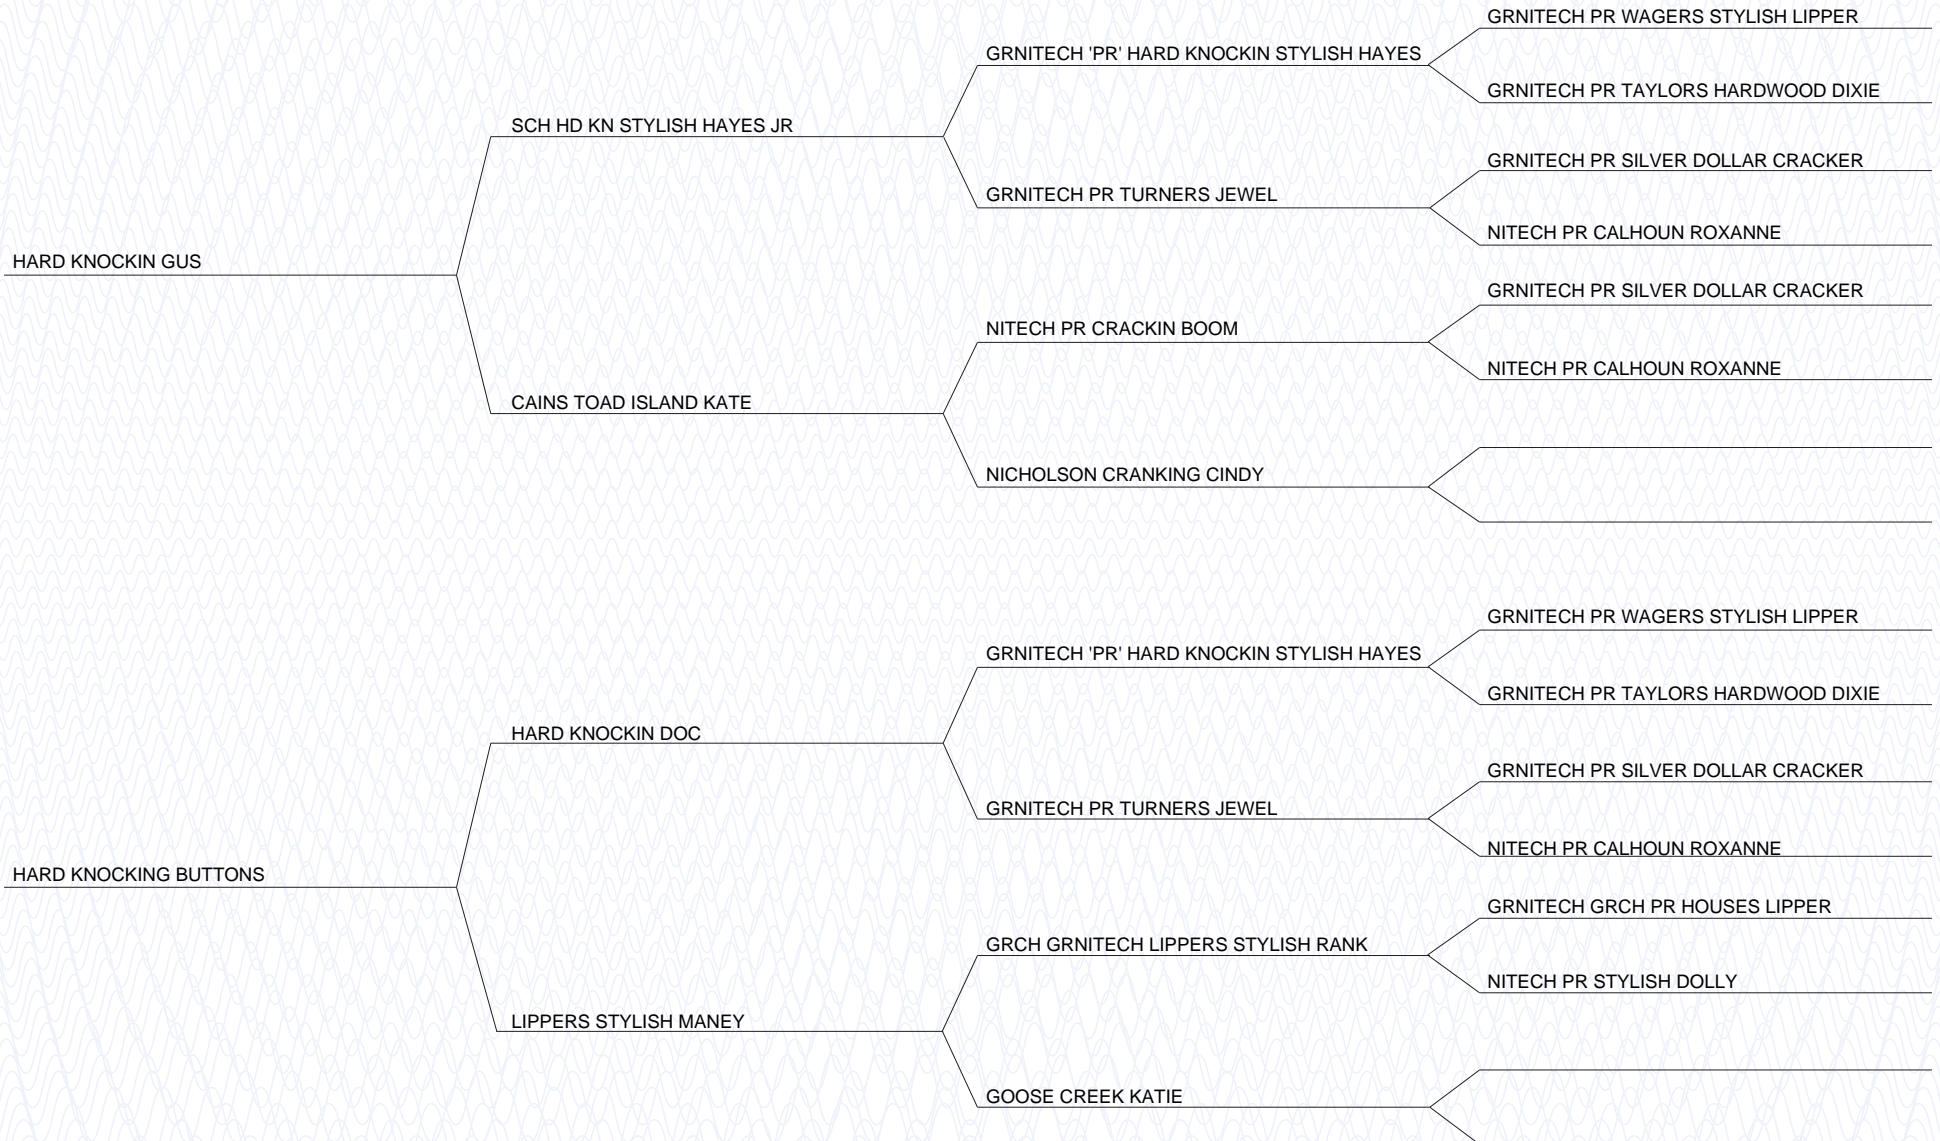 GRNITECH PR WAGERS STYLISH LIPPER
GRNITECH 'PR' HARD KNOCKIN STYLISH HAYES
GRNITECH PR TAYLORS HARDWOOD DIXIE
SCH HD KN STYLISH HAYES JR
GRNITECH PR SILVER DOLLAR CRACKER
GRNITECH PR TURNERS JEWEL
NITECH PR CALHOUN ROXANNE
HARD KNOCKIN GUS
GRNITECH PR SILVER DOLLAR CRACKER
NITECH PR CRACKIN BOOM
NITECH PR CALHOUN ROXANNE
CAINS TOAD ISLAND KATE
NICHOLSON CRANKING CINDY
GRNITECH PR WAGERS STYLISH LIPPER
GRNITECH 'PR' HARD KNOCKIN STYLISH HAYES
GRNITECH PR TAYLORS HARDWOOD DIXIE
HARD KNOCKIN DOC
GRNITECH PR SILVER DOLLAR CRACKER
GRNITECH PR TURNERS JEWEL
NITECH PR CALHOUN ROXANNE
HARD KNOCKING BUTTONS
GRNITECH GRCH PR HOUSES LIPPER
GRCH GRNITECH LIPPERS STYLISH RANK
NITECH PR STYLISH DOLLY
LIPPERS STYLISH MANEY
GOOSE CREEK KATIE